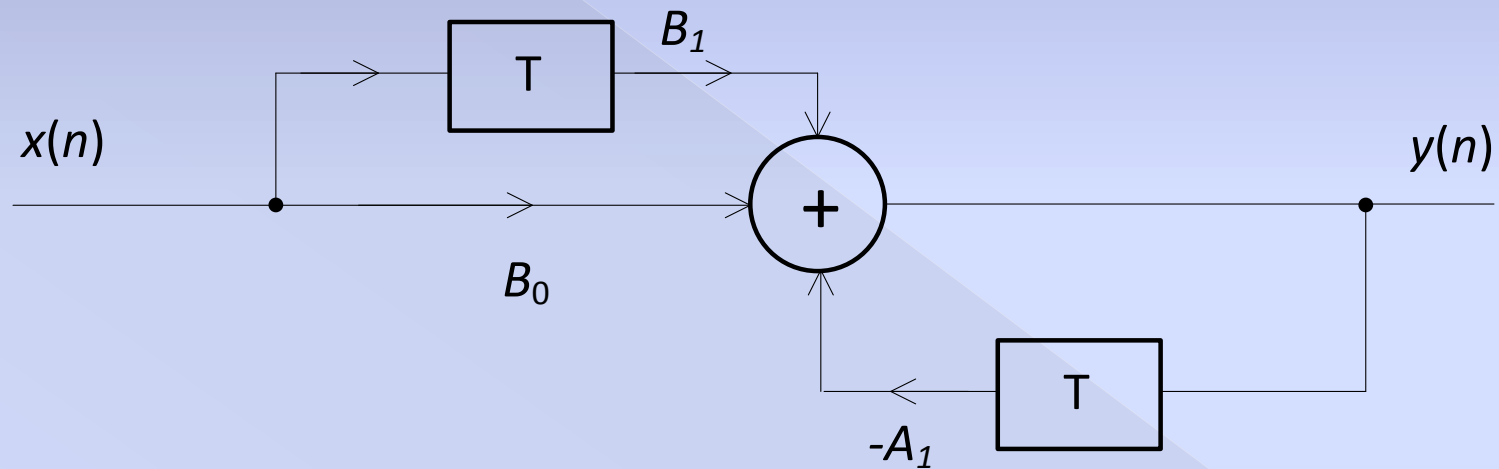 B₁
T
x(n)
y(n)
+
B₀
T
-A₁